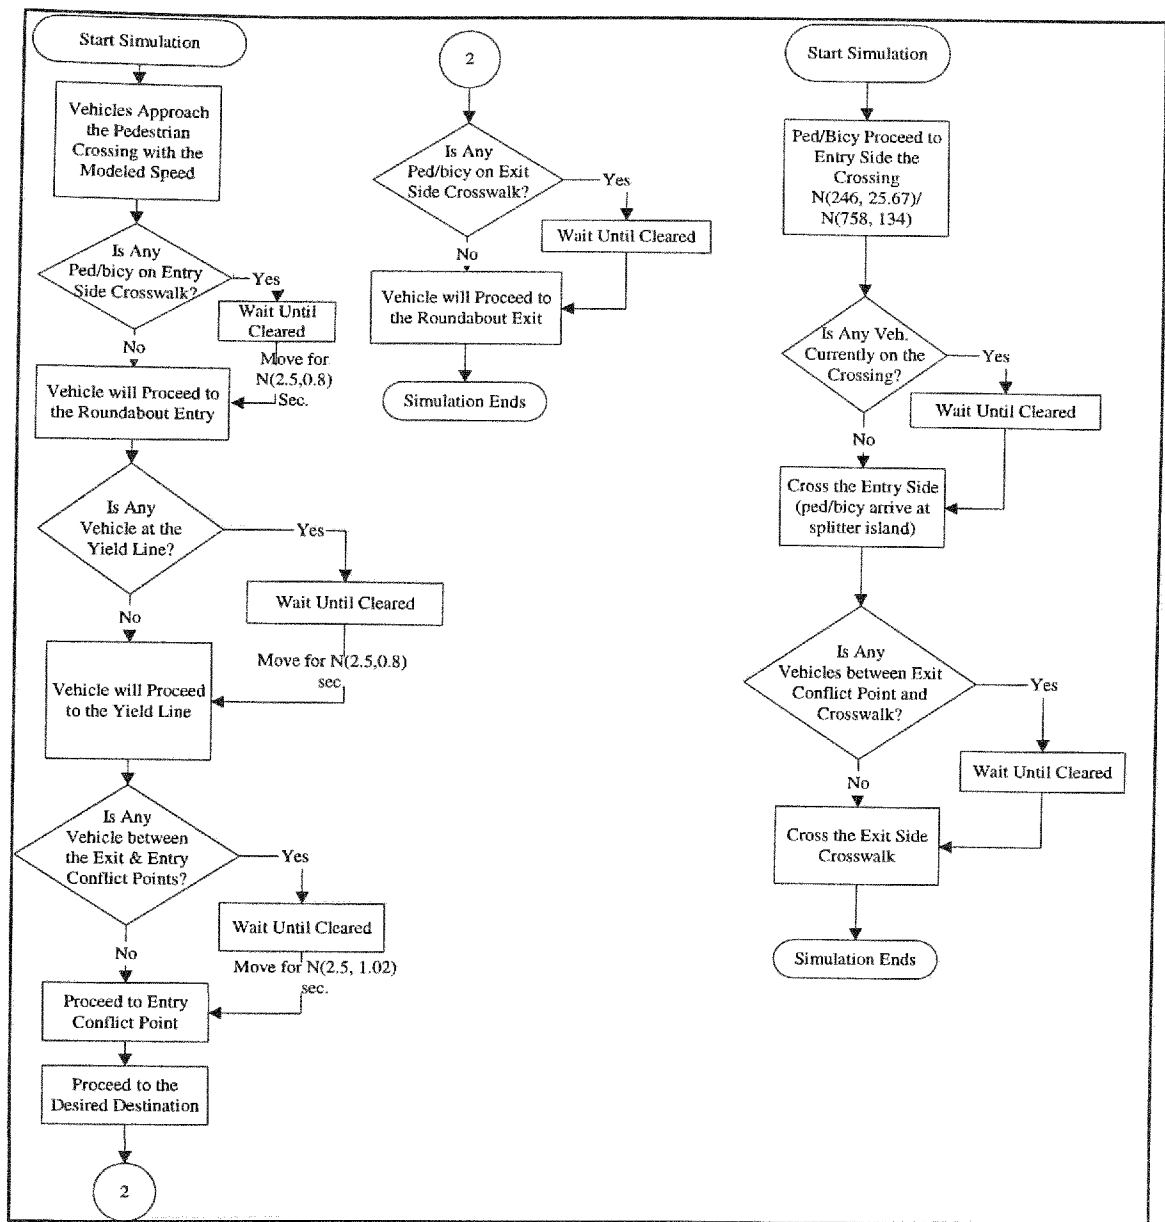 Start Simulation
Vehicles Approach
the Pedestrian
Crossing with the
Modeled Speed
Is Any
Ped/bicy on Entry
Side Crosswalk?
Yes
Wait Until
Cleared
Move for
N(2.5,0.8)
Sec.
No
Vehicle will Proceed to
the Roundabout Entry
Is Any
Vehicle at the
Yield Line?
Yes
Wait Until Cleared
Move for N(2.5,0.8)
sec
No
Vehicle will Proceed
to the Yield Line
Is Any
Vehicle between
the Exit & Entry
Conflict Points?
Yes
Wait Until Cleared
Move for N(2.5, 1.02)
sec.
No
Proceed to Entry
Conflict Point
Proceed to the
Desired Destination
2
2
Is Any
Ped/bicy on Exit
Side Crosswalk?
Yes
Wait Until Cleared
No
Vehicle will Proceed to
the Roundabout Exit
Simulation Ends
Start Simulation
Ped/Bicy Proceed to
Entry Side the
Crossing
N(246, 25.67)/
N(758, 134)
Is Any Veh.
Currently on the
Crossing?
Yes
Wait Until Cleared
No
Cross the Entry Side
(ped/bicy arrive at
splitter island)
Is Any
Vehicles between Exit
Conflict Point and
Crosswalk?
Yes
Wait Until Cleared
No
Cross the Exit Side
Crosswalk
Simulation Ends